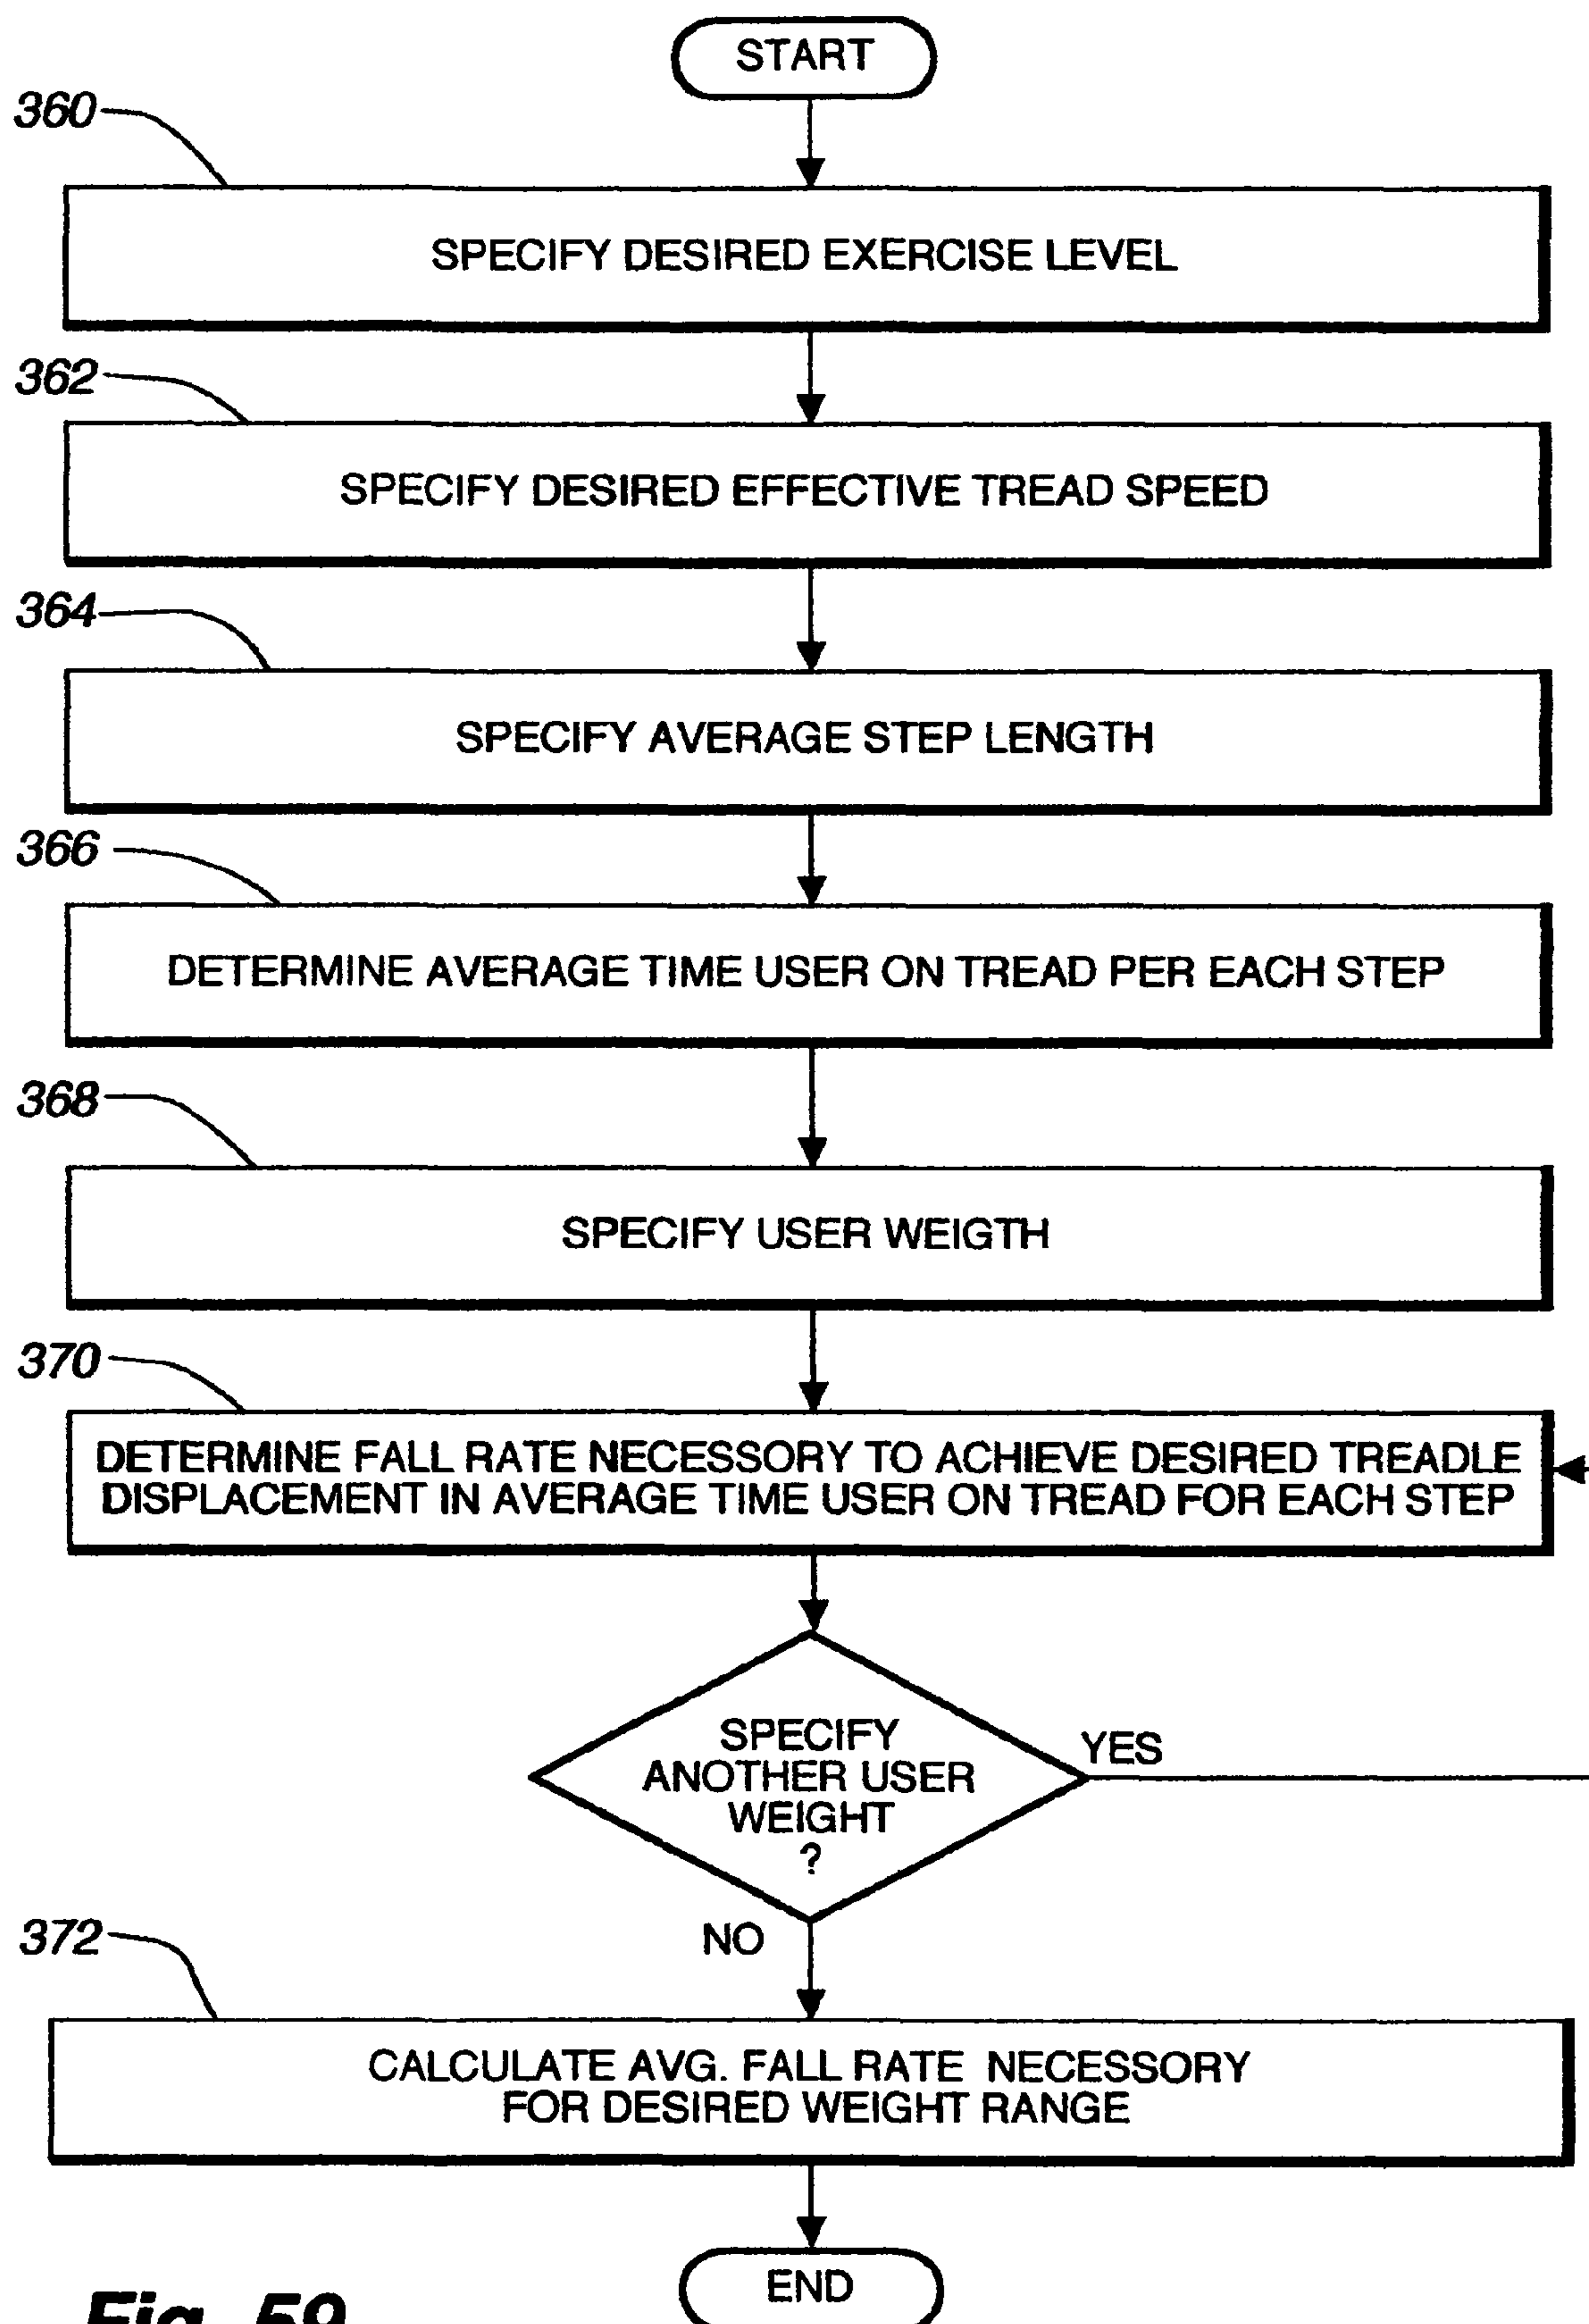 START
360
SPECIFY DESIRED EXERCISE LEVEL
362
SPECIFY DESIRED EFFECTIVE TREAD SPEED
364
SPECIFY AVERAGE STEP LENGTH
366
DETERMINE AVERAGE TIME USER ON TREAD PER EACH STEP
368
SPECIFY USER WEIGTH
370
DETERMINE FALL RATE NECESSORY TO ACHIEVE DESIRED TREADLE
DISPLACEMENT IN AVERAGE TIME USER ON TREAD FOR EACH STEP
SPECIFY
ANOTHER USER
WEIGHT
?
YES
NO
372
CALCULATE AVG. FALL RATE NECESSORY
FOR DESIRED WEIGHT RANGE
END
Fig. 59